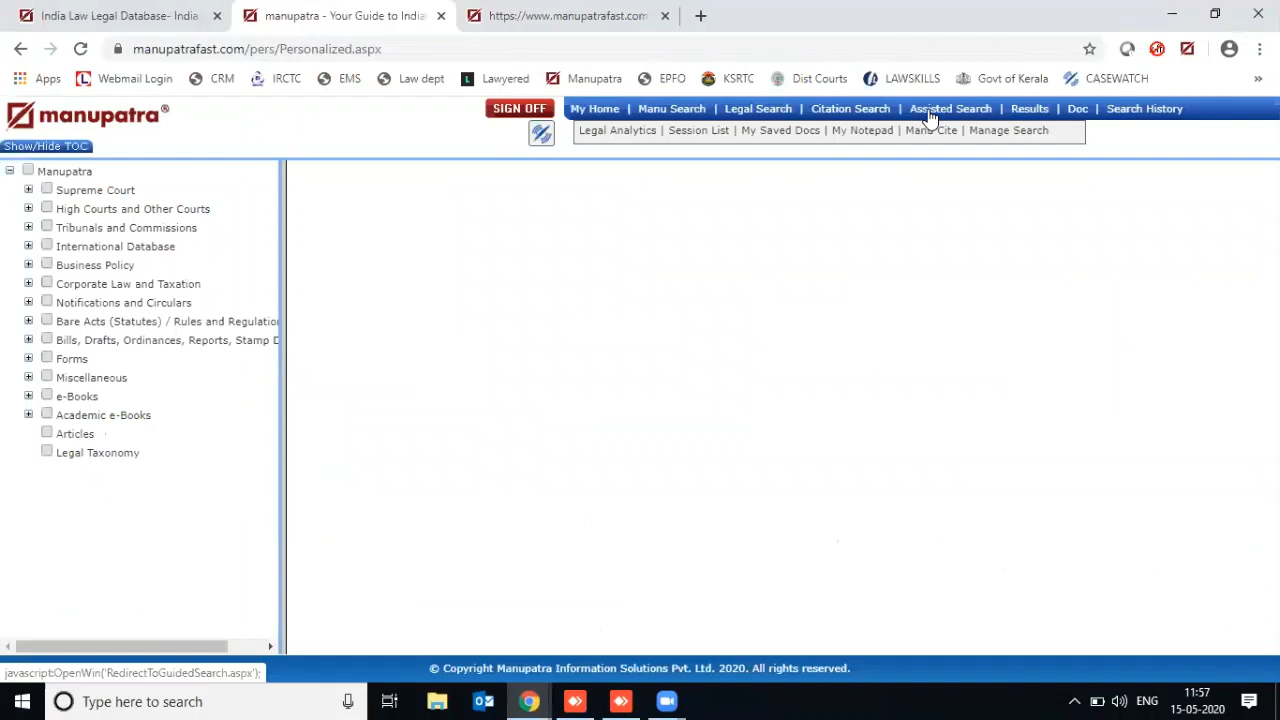 India Law Legal Database- India
manupatra - Your Guide to India
https://www.manupatrafast.com
manupatrafast.com/pers/Personalized.aspx
Apps Webmail Login CRM IRCTC EMS Law dept Lawyered Manupatra EPFO KSRTC Dist Courts LAWSKILLS Govt of Kerala CASEWATCH »
manupatra®
SIGN OFF
My Home | Manu Search | Legal Search | Citation Search | Assisted Search | Results | Doc | Search History
Legal Analytics | Session List | My Saved Docs | My Notepad | Manu Cite | Manage Search
Show/Hide TOC
Manupatra
Supreme Court
High Courts and Other Courts
Tribunals and Commissions
International Database
Business Policy
Corporate Law and Taxation
Notifications and Circulars
Bare Acts (Statutes) / Rules and Regulation
Bills, Drafts, Ordinances, Reports, Stamp D
Forms
Miscellaneous
e-Books
Academic e-Books
Articles
Legal Taxonomy
javascript:OpenWin('RedirectToGuidedSearch.aspx');
© Copyright Manupatra Information Solutions Pvt. Ltd. 2020. All rights reserved.
Type here to search
ENG
11:57
15-05-2020